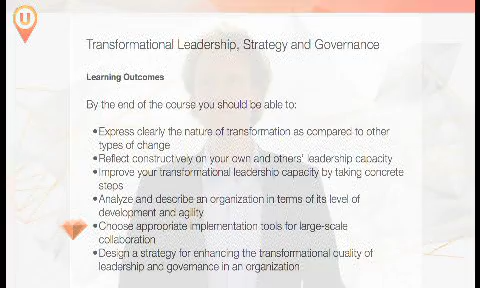 U
Transformational Leadership, Strategy and Governance
Learning Outcomes
By the end of the course you should be able to:
•Express clearly the nature of transformation as compared to other
types of change
•Reflect constructively on your own and others' leadership capacity
•Improve your transformational leadership capacity by taking concrete
steps
•Analyze and describe an organization in terms of its level of
development and agility
•Choose appropriate implementation tools for large-scale
collaboration
•Design a strategy for enhancing the transformational quality of
leadership and governance in an organization